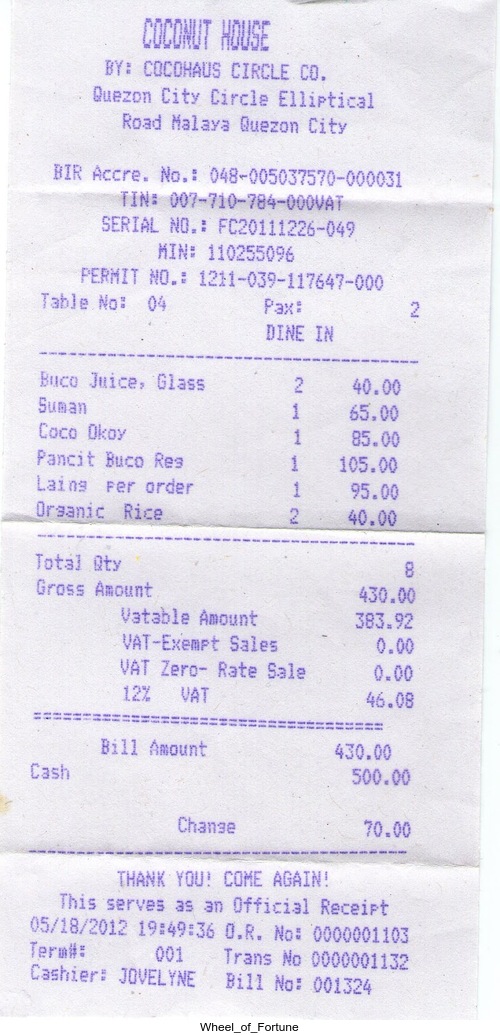 COCONUT HOUSE
BY: COCOHAUS CIRCLE CO.
Quezon City Circle Elliptical
Road Malaya Quezon City
BIR Accre. No.: 048-005037570-000031
TIN: 007-710-784-000VAT
SERIAL NO.: FC20111226-049
MIN: 110255096
PERMIT NO.: 1211-039-117647-000
Table No: 04 Pax: 2
DINE IN
Buco Juice, Glass 2 40.00
Suman 1 65.00
Coco Okoy 1 85.00
Pancit Buco Reg 1 105.00
Laing per order 1 95.00
Organic Rice 2 40.00
Total Qty 8
Gross Amount 430.00
Vatable Amount 383.92
VAT-Exempt Sales 0.00
VAT Zero- Rate Sale 0.00
12% VAT 46.08
Bill Amount 430.00
Cash 500.00
Change 70.00
THANK YOU! COME AGAIN!
This serves as an Official Receipt
05/18/2012 19:49:36 O.R. No: 0000001103
Term#: 001 Trans No 0000001132
Cashier: JOVELYNE Bill No: 001324
Wheel_of_Fortune